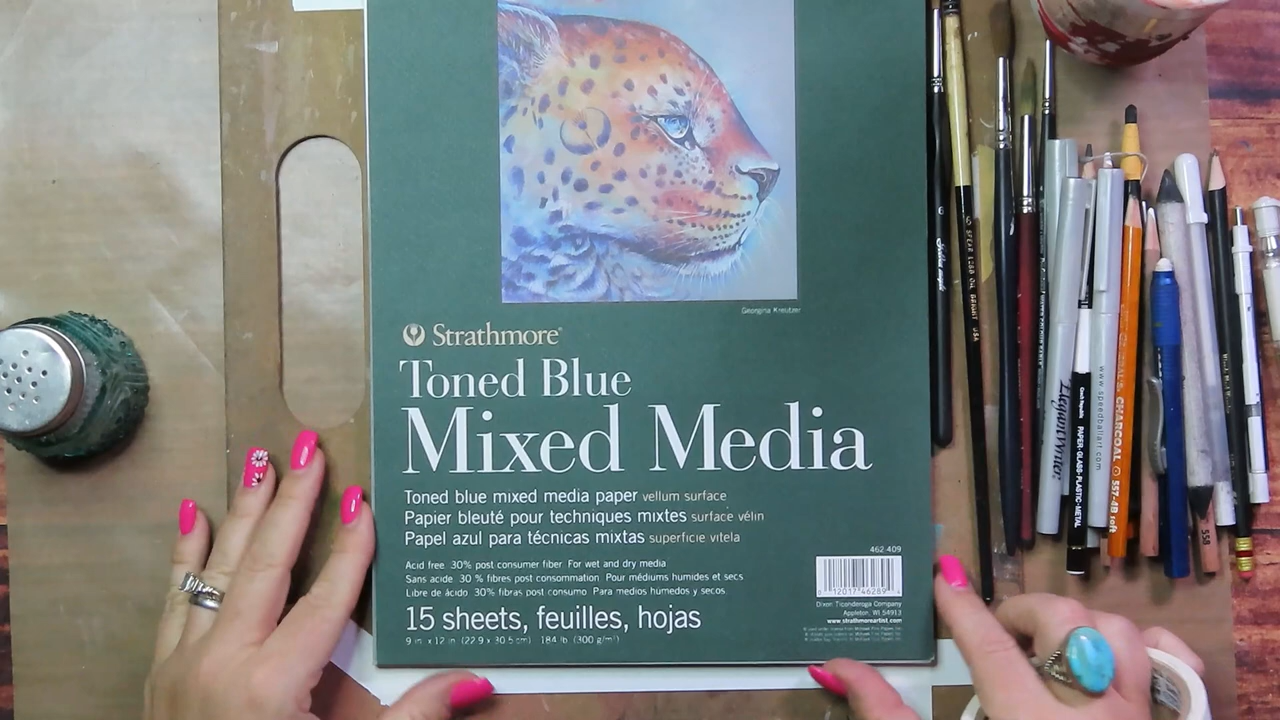 Georgina Kreutzer
Strathmore®
Toned Blue
Mixed Media
Toned blue mixed media paper vellum surface
Papier bleuté pour techniques mixtes surface vélin
Papel azul para técnicas mixtas superficie vitela
462-409
Acid free 30% post consumer fiber For wet and dry media
Sans acide 30 % fibres post consommation Pour médiums humides et secs
Libre de ácido 30% fibras post consumo Para medios húmedos y secos
15 sheets, feuilles, hojas
9 in x 12 in (22.9 x 30.5 cm) 184 lb (300 g/m²)
12017 46289
Dixon Ticonderoga Company
Appleton, WI 54913
www.strathmoreartist.com
Elegant Writer
PAPER-GLASS-PLASTIC-METAL
www.speedballart.com
CHARCOAL 557-4B soft
558